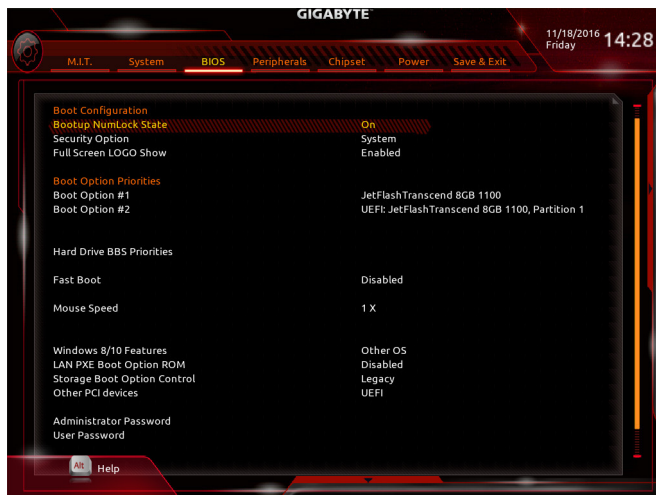 GIGABYTE™
11/18/2016 14:28
Friday
M.I.T. System BIOS Peripherals Chipset Power Save & Exit
Boot Configuration
Bootup NumLock State On
Security Option System
Full Screen LOGO Show Enabled
Boot Option Priorities
Boot Option #1 JetFlashTranscend 8GB 1100
Boot Option #2 UEFI: JetFlashTranscend 8GB 1100, Partition 1
Hard Drive BBS Priorities
Fast Boot Disabled
Mouse Speed 1 X
Windows 8/10 Features Other OS
LAN PXE Boot Option ROM Disabled
Storage Boot Option Control Legacy
Other PCI devices UEFI
Administrator Password
User Password
Alt Help